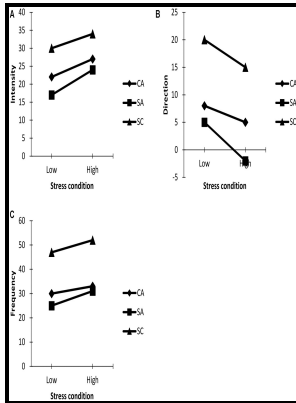 A
Intensity
40
35
30
25
20
15
10
5
0
Low
High
Stress condition
CA
SA
SC
B
Direction
25
20
15
10
5
0
-5
Low
High
Stress condition
CA
SA
SC
C
Frequency
60
50
40
30
20
10
0
Low
High
Stress condition
CA
SA
SC